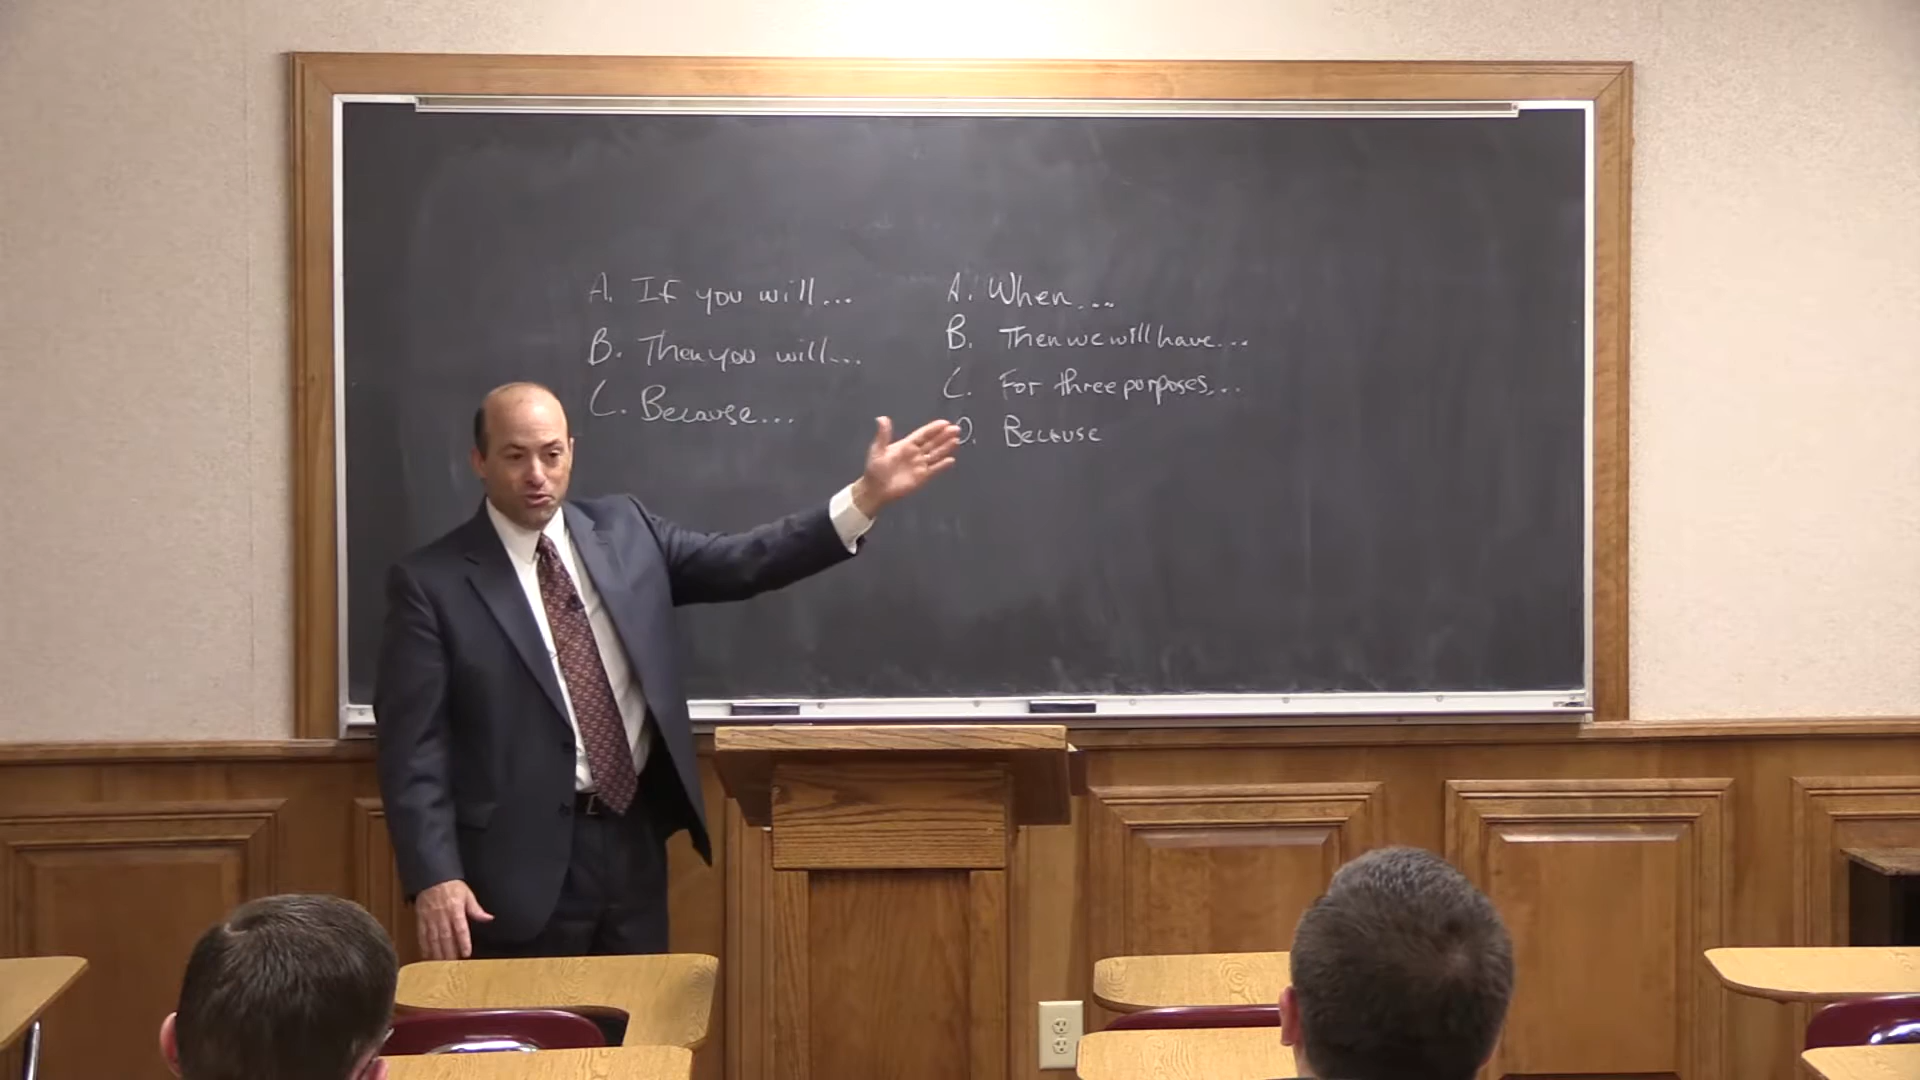 A. If you will...
B. Then you will...
C. Because...
A. When...
B. Then we will have...
C. For three purposes...
D. Because